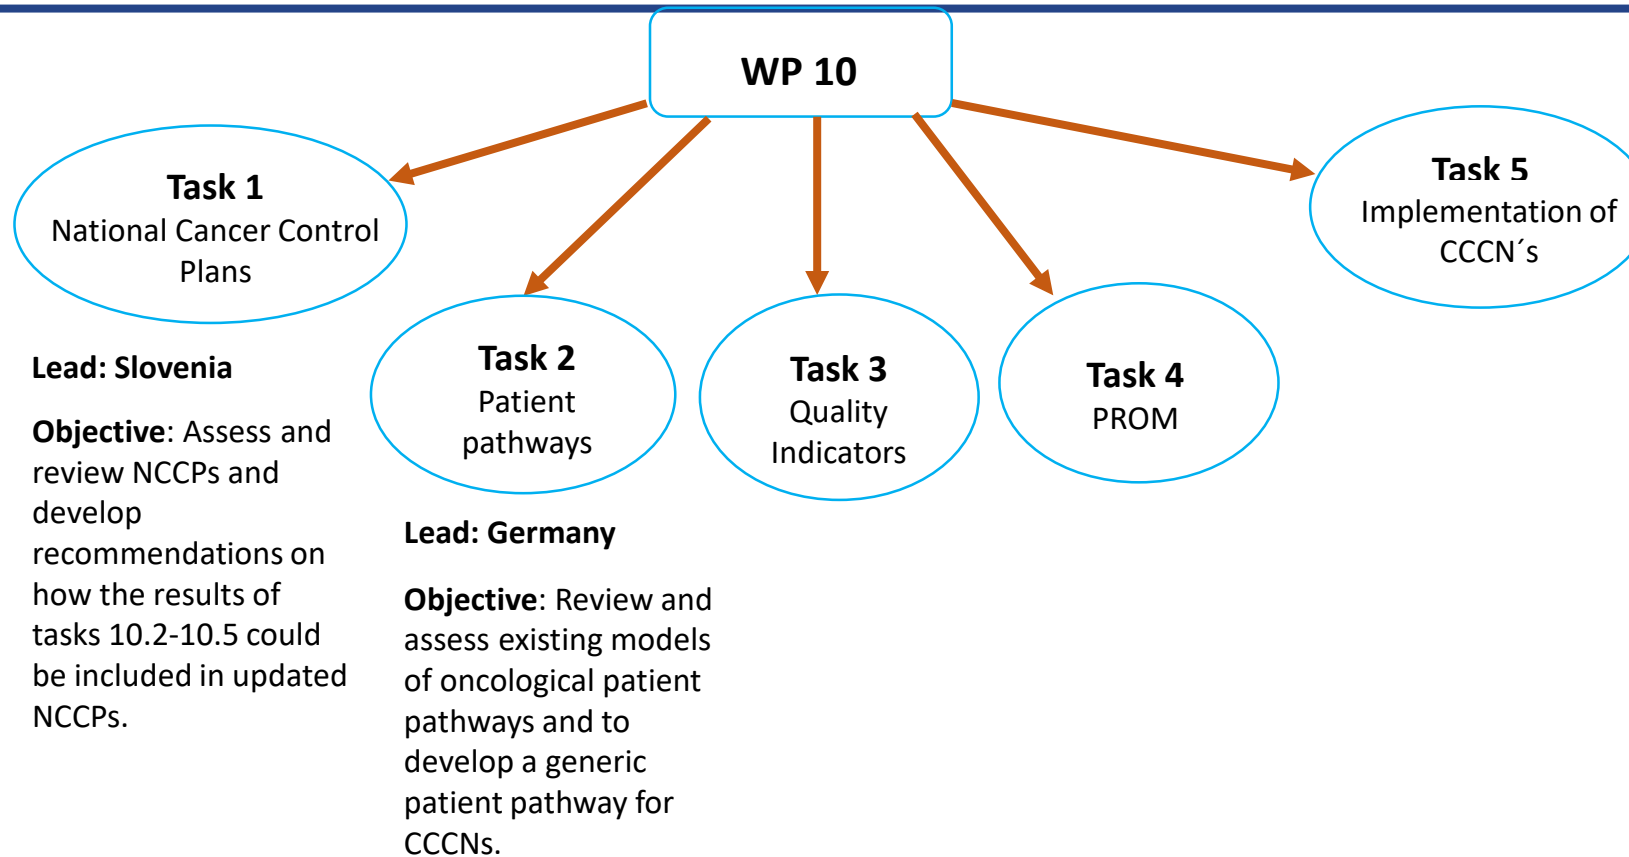 WP 10
Task 1
National Cancer Control
Plans
Task 2
Patient
pathways
Task 3
Quality
Indicators
Task 4
PROM
Task 5
Implementation of
CCCN´s
Lead: Slovenia
Objective: Assess and
review NCCPs and
develop
recommendations on
how the results of
tasks 10.2-10.5 could
be included in updated
NCCPs.
Lead: Germany
Objective: Review and
assess existing models
of oncological patient
pathways and to
develop a generic
patient pathway for
CCCNs.